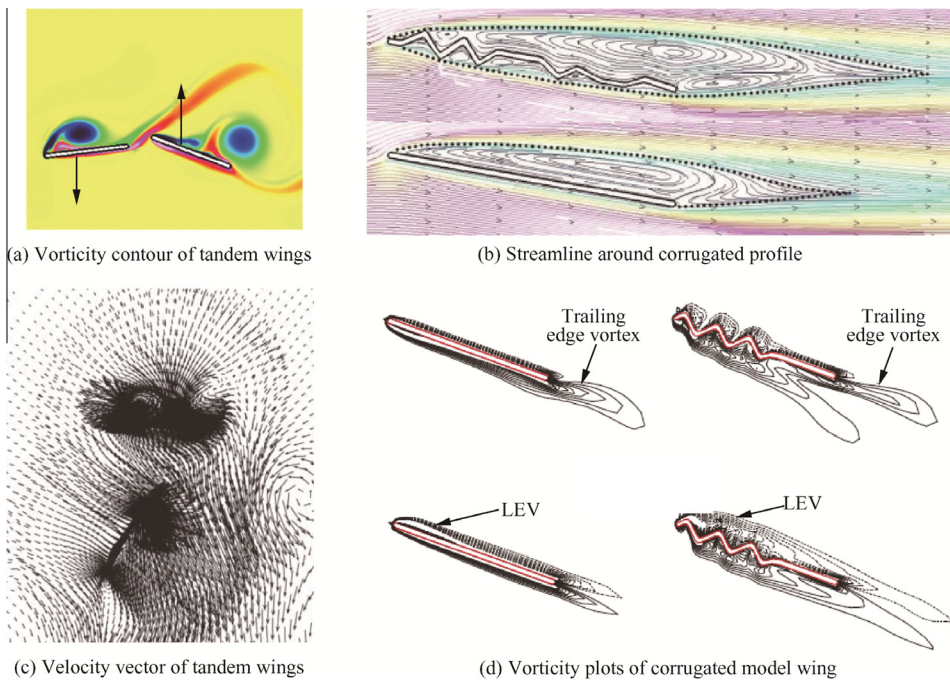 (a) Vorticity contour of tandem wings
(b) Streamline around corrugated profile
Trailing
edge vortex
Trailing
edge vortex
LEV
LEV
(c) Velocity vector of tandem wings
(d) Vorticity plots of corrugated model wing